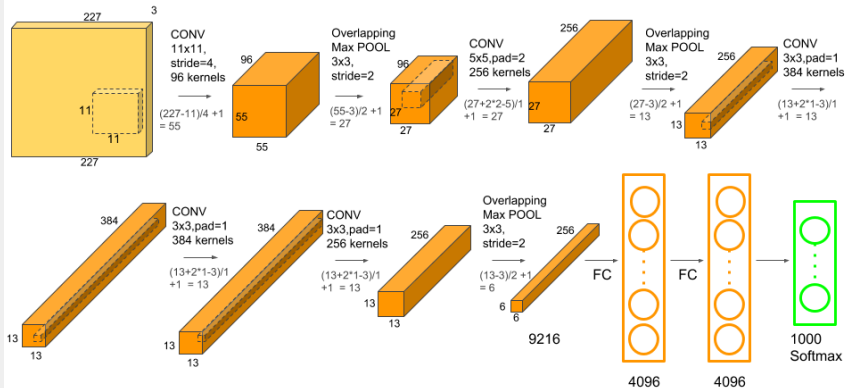 227
3
11
11
227
CONV
11x11,
stride=4,
96 kernels
(227-11)/4 +1
= 55
96
55
55
Overlapping
Max POOL
3x3,
stride=2
(55-3)/2 +1
= 27
96
27
27
CONV
5x5,pad=2
256 kernels
(27+2*2-5)/1
+1 = 27
256
27
27
Overlapping
Max POOL
3x3,
stride=2
(27-3)/2 +1
= 13
256
13
13
CONV
3x3,pad=1
384 kernels
(13+2*1-3)/1
+1 = 13
384
13
13
CONV
3x3,pad=1
384 kernels
(13+2*1-3)/1
+1 = 13
384
13
13
CONV
3x3,pad=1
256 kernels
(13+2*1-3)/1
+1 = 13
256
13
13
Overlapping
Max POOL
3x3,
stride=2
(13-3)/2 +1
= 6
256
6
6
9216
FC
4096
FC
4096
1000
Softmax